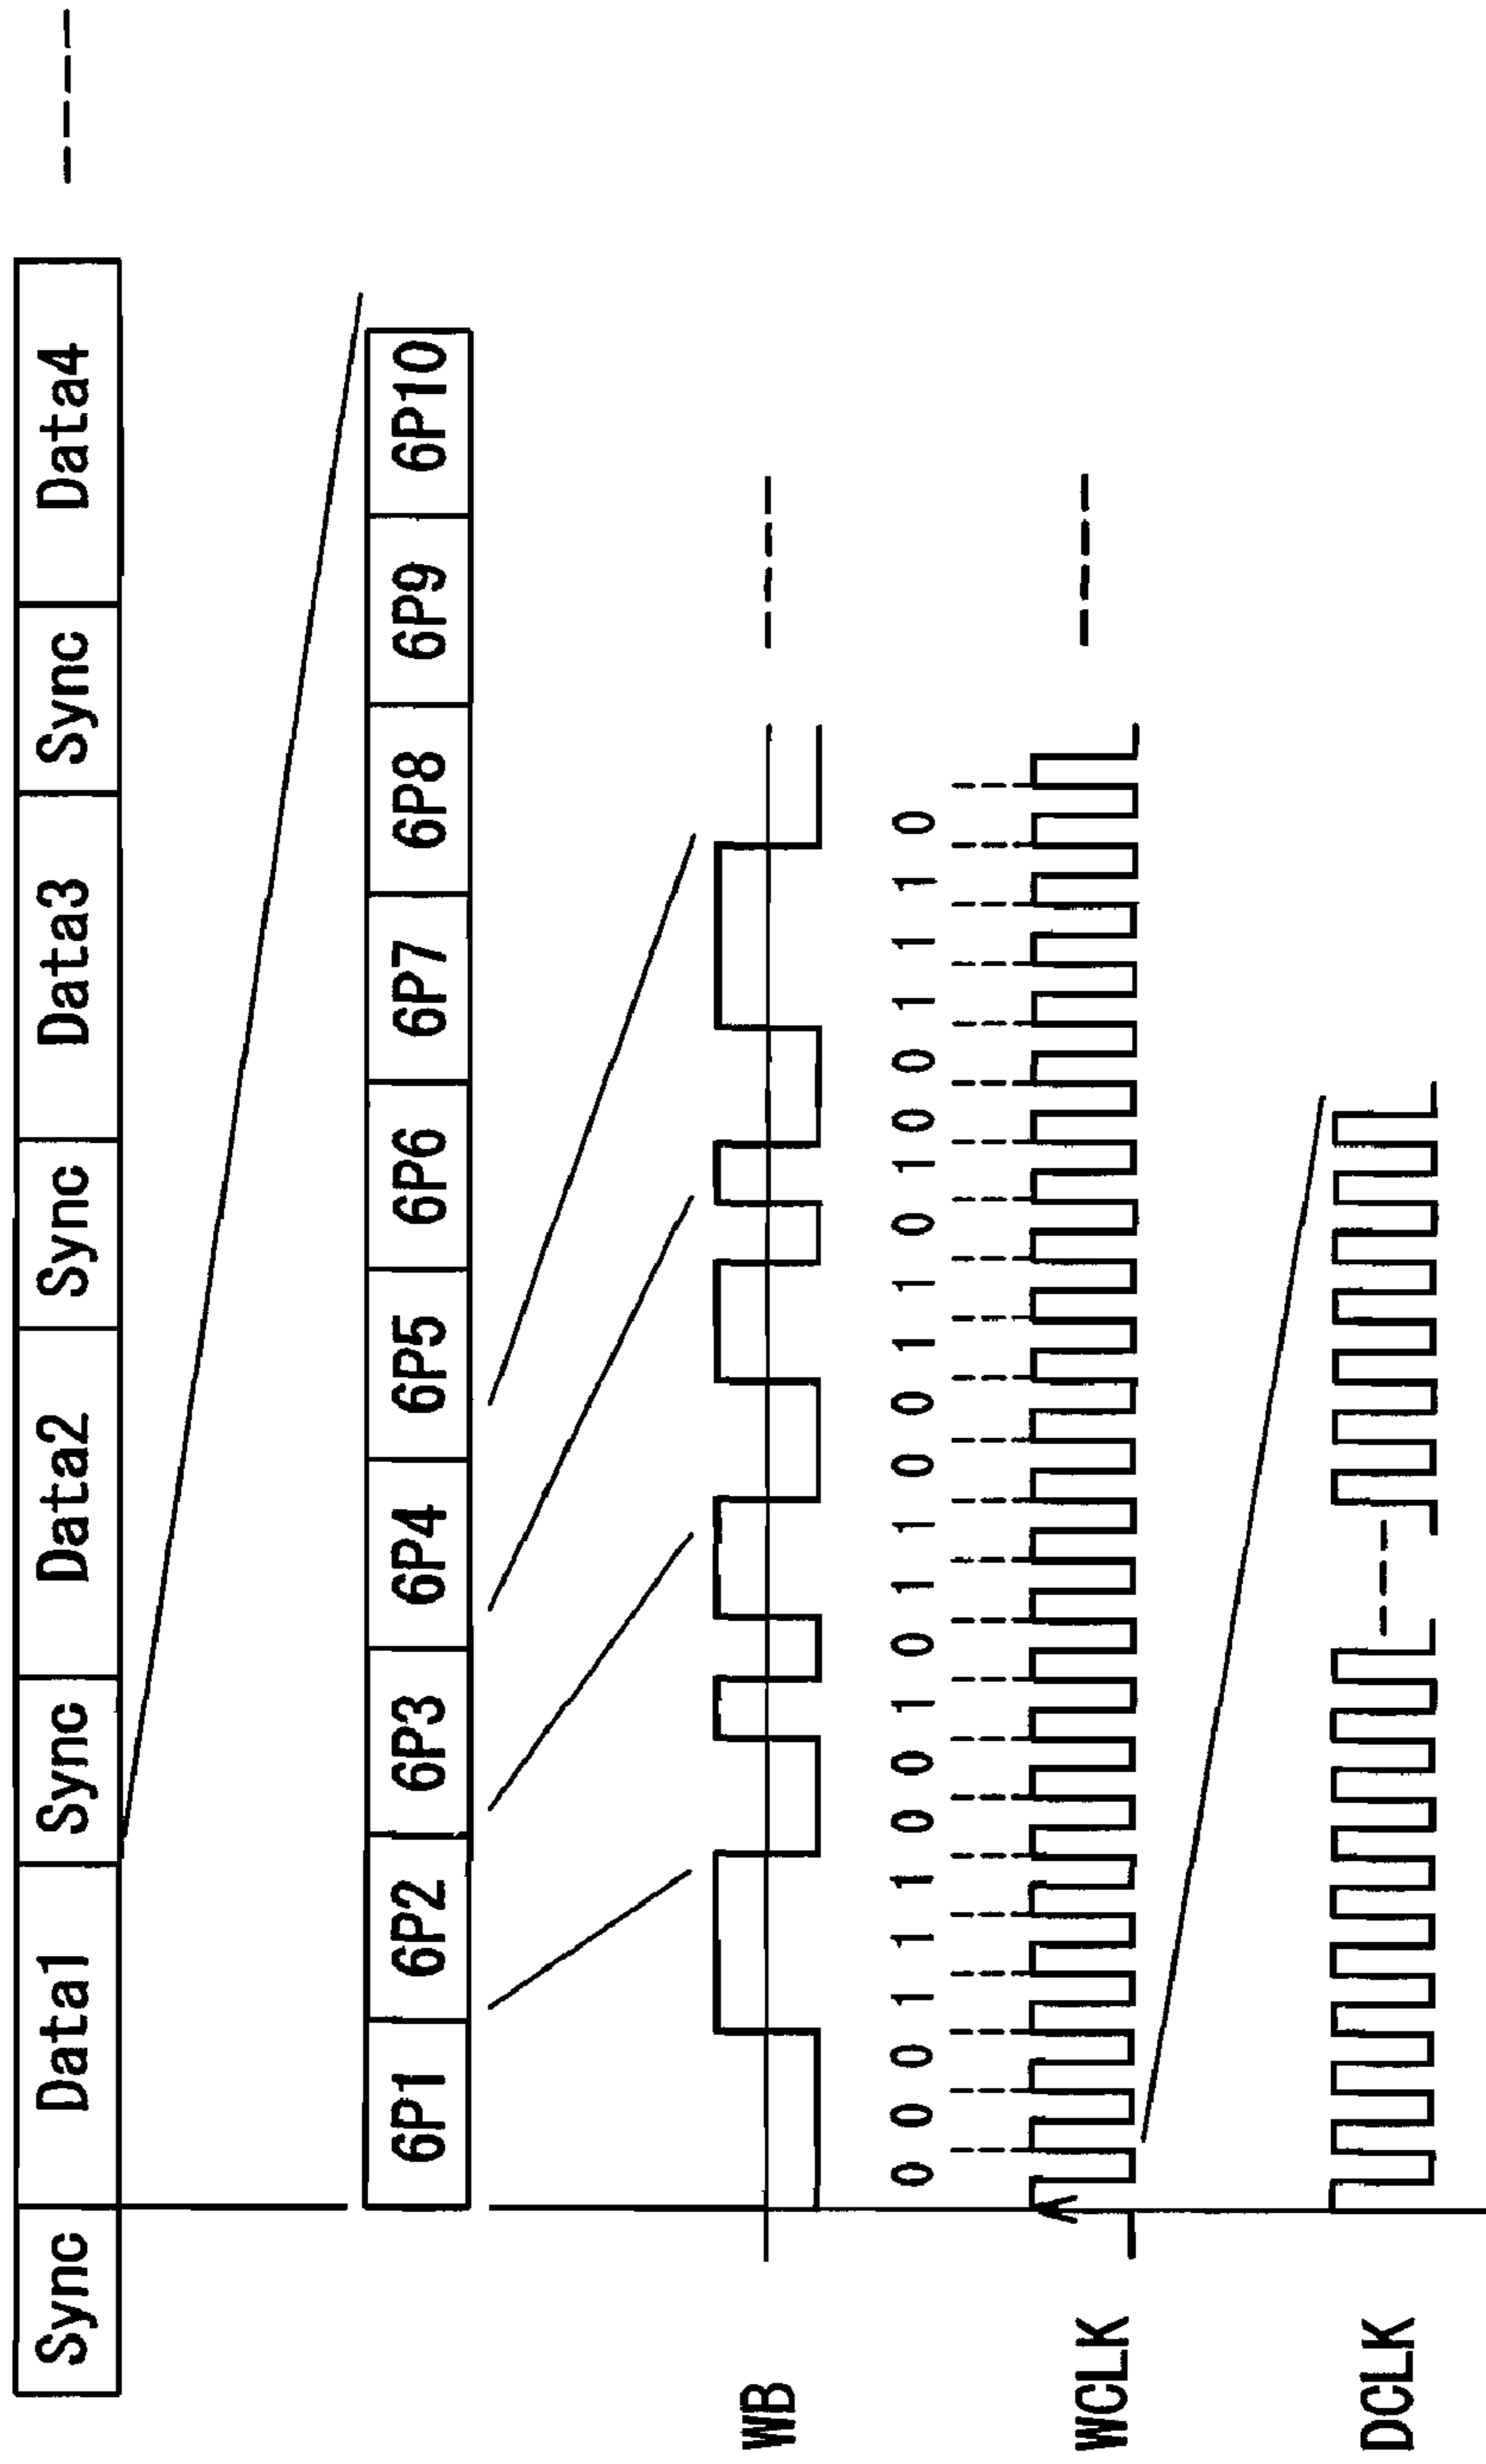 Sync Data1 Sync Data2 Sync Data3 Sync Data4
6P1 6P2 6P3 6P4 6P5 6P6 6P7 6P8 6P9 6P10
WB
0 0 0 1 1 1 0 0 1 0 1 1 0 0 1 1 0 1 0 0 1 1 1 0
WCLK
DCLK